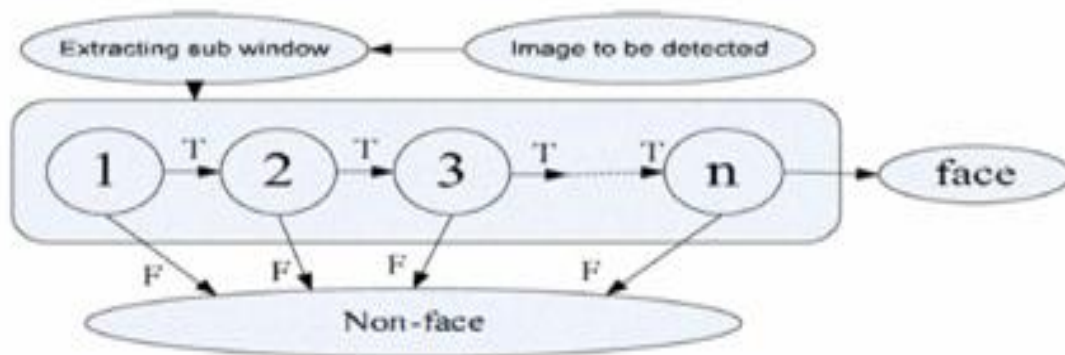 Extracting sub window
Image to be detected
1
T
2
T
3
T
T
n
face
F
F
F
F
Non-face